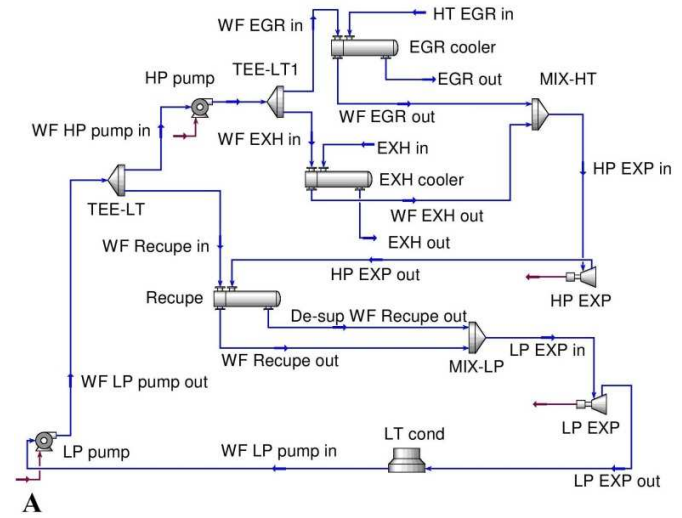 WF EGR in
HT EGR in
EGR cooler
HP pump
TEE-LT1
EGR out
MIX-HT
WF HP pump in
WF EGR out
WF EXH in
EXH in
EXH cooler
HP EXP in
TEE-LT
WF EXH out
WF Recupe in
EXH out
HP EXP out
Recupe
HP EXP
De-sup WF Recupe out
WF Recupe out
LP EXP in
MIX-LP
WF LP pump out
LP EXP
LT cond
LP pump
WF LP pump in
LP EXP out
A